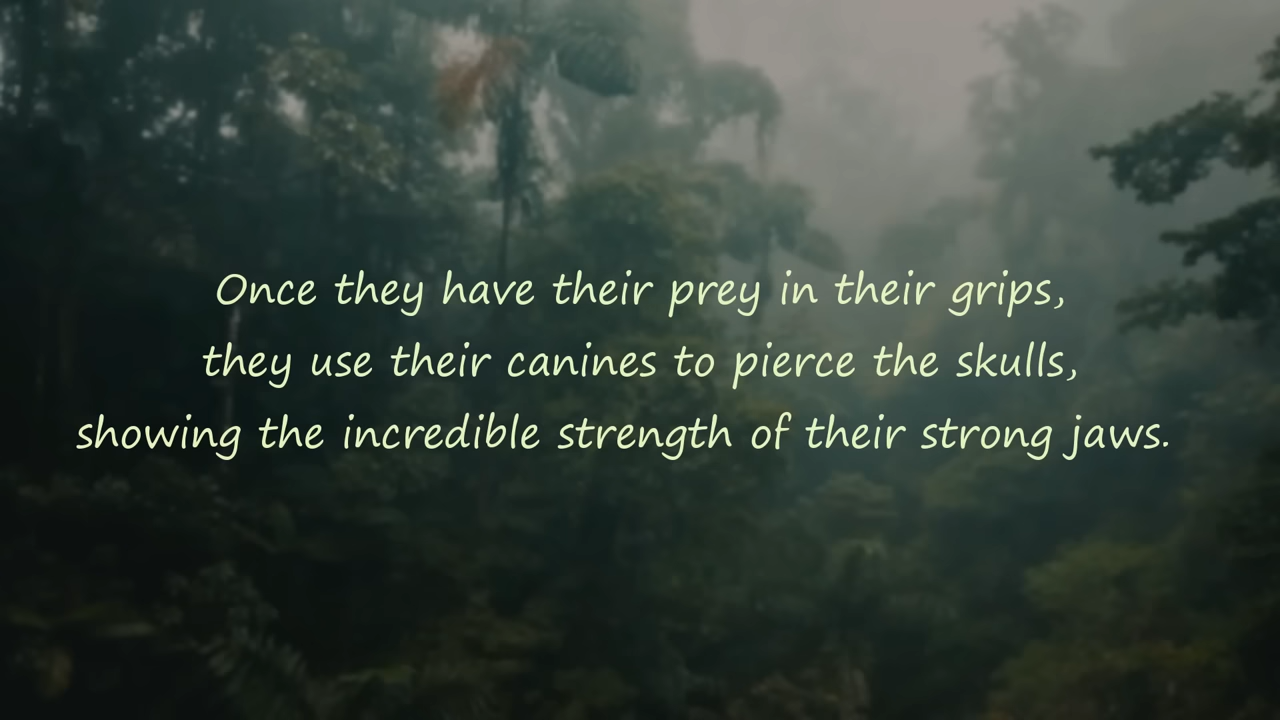 Once they have their prey in their grips,
they use their canines to pierce the skulls,
showing the incredible strength of their strong jaws.